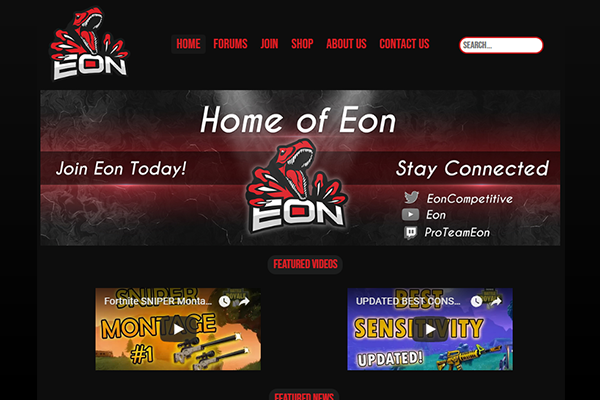 EON
HOME FORUMS JOIN SHOP ABOUT US CONTACT US
SEARCH...
Home of Eon
Join Eon Today!
Stay Connected
EonCompetitive
Eon
ProTeamEon
EON
FEATURED VIDEOS
Fortnite SNIPER Monta...
SNIPER
MONTAGE
#1
UPDATED BEST CONS...
BEST
SENSITIVITY
UPDATED!
FEATURED NEWS